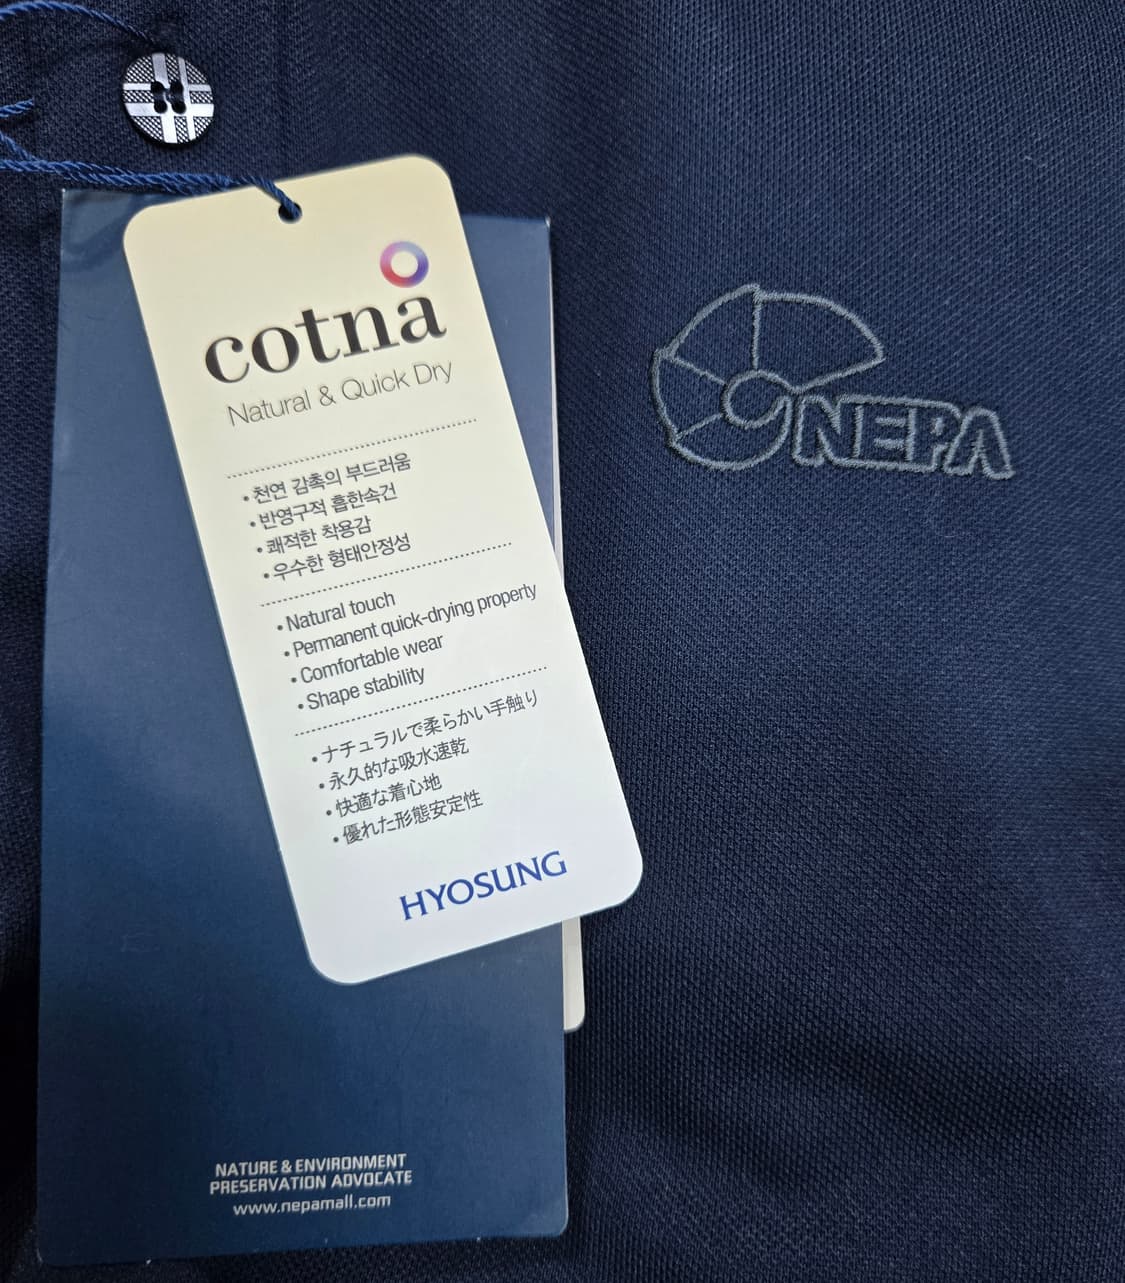 cotna
Natural & Quick Dry
• 천연 감촉의 부드러움
• 반영구적 흡한속건
• 쾌적한 착용감
• 우수한 형태안정성
• Natural touch
• Permanent quick-drying property
• Comfortable wear
• Shape stability
• ナチュラルで柔らかい手触り
• 永久的な吸水速乾
• 快適な着心地
• 優れた形態安定性
HYOSUNG
NATURE & ENVIRONMENT
PRESERVATION ADVOCATE
www.nepamall.com
NEPA